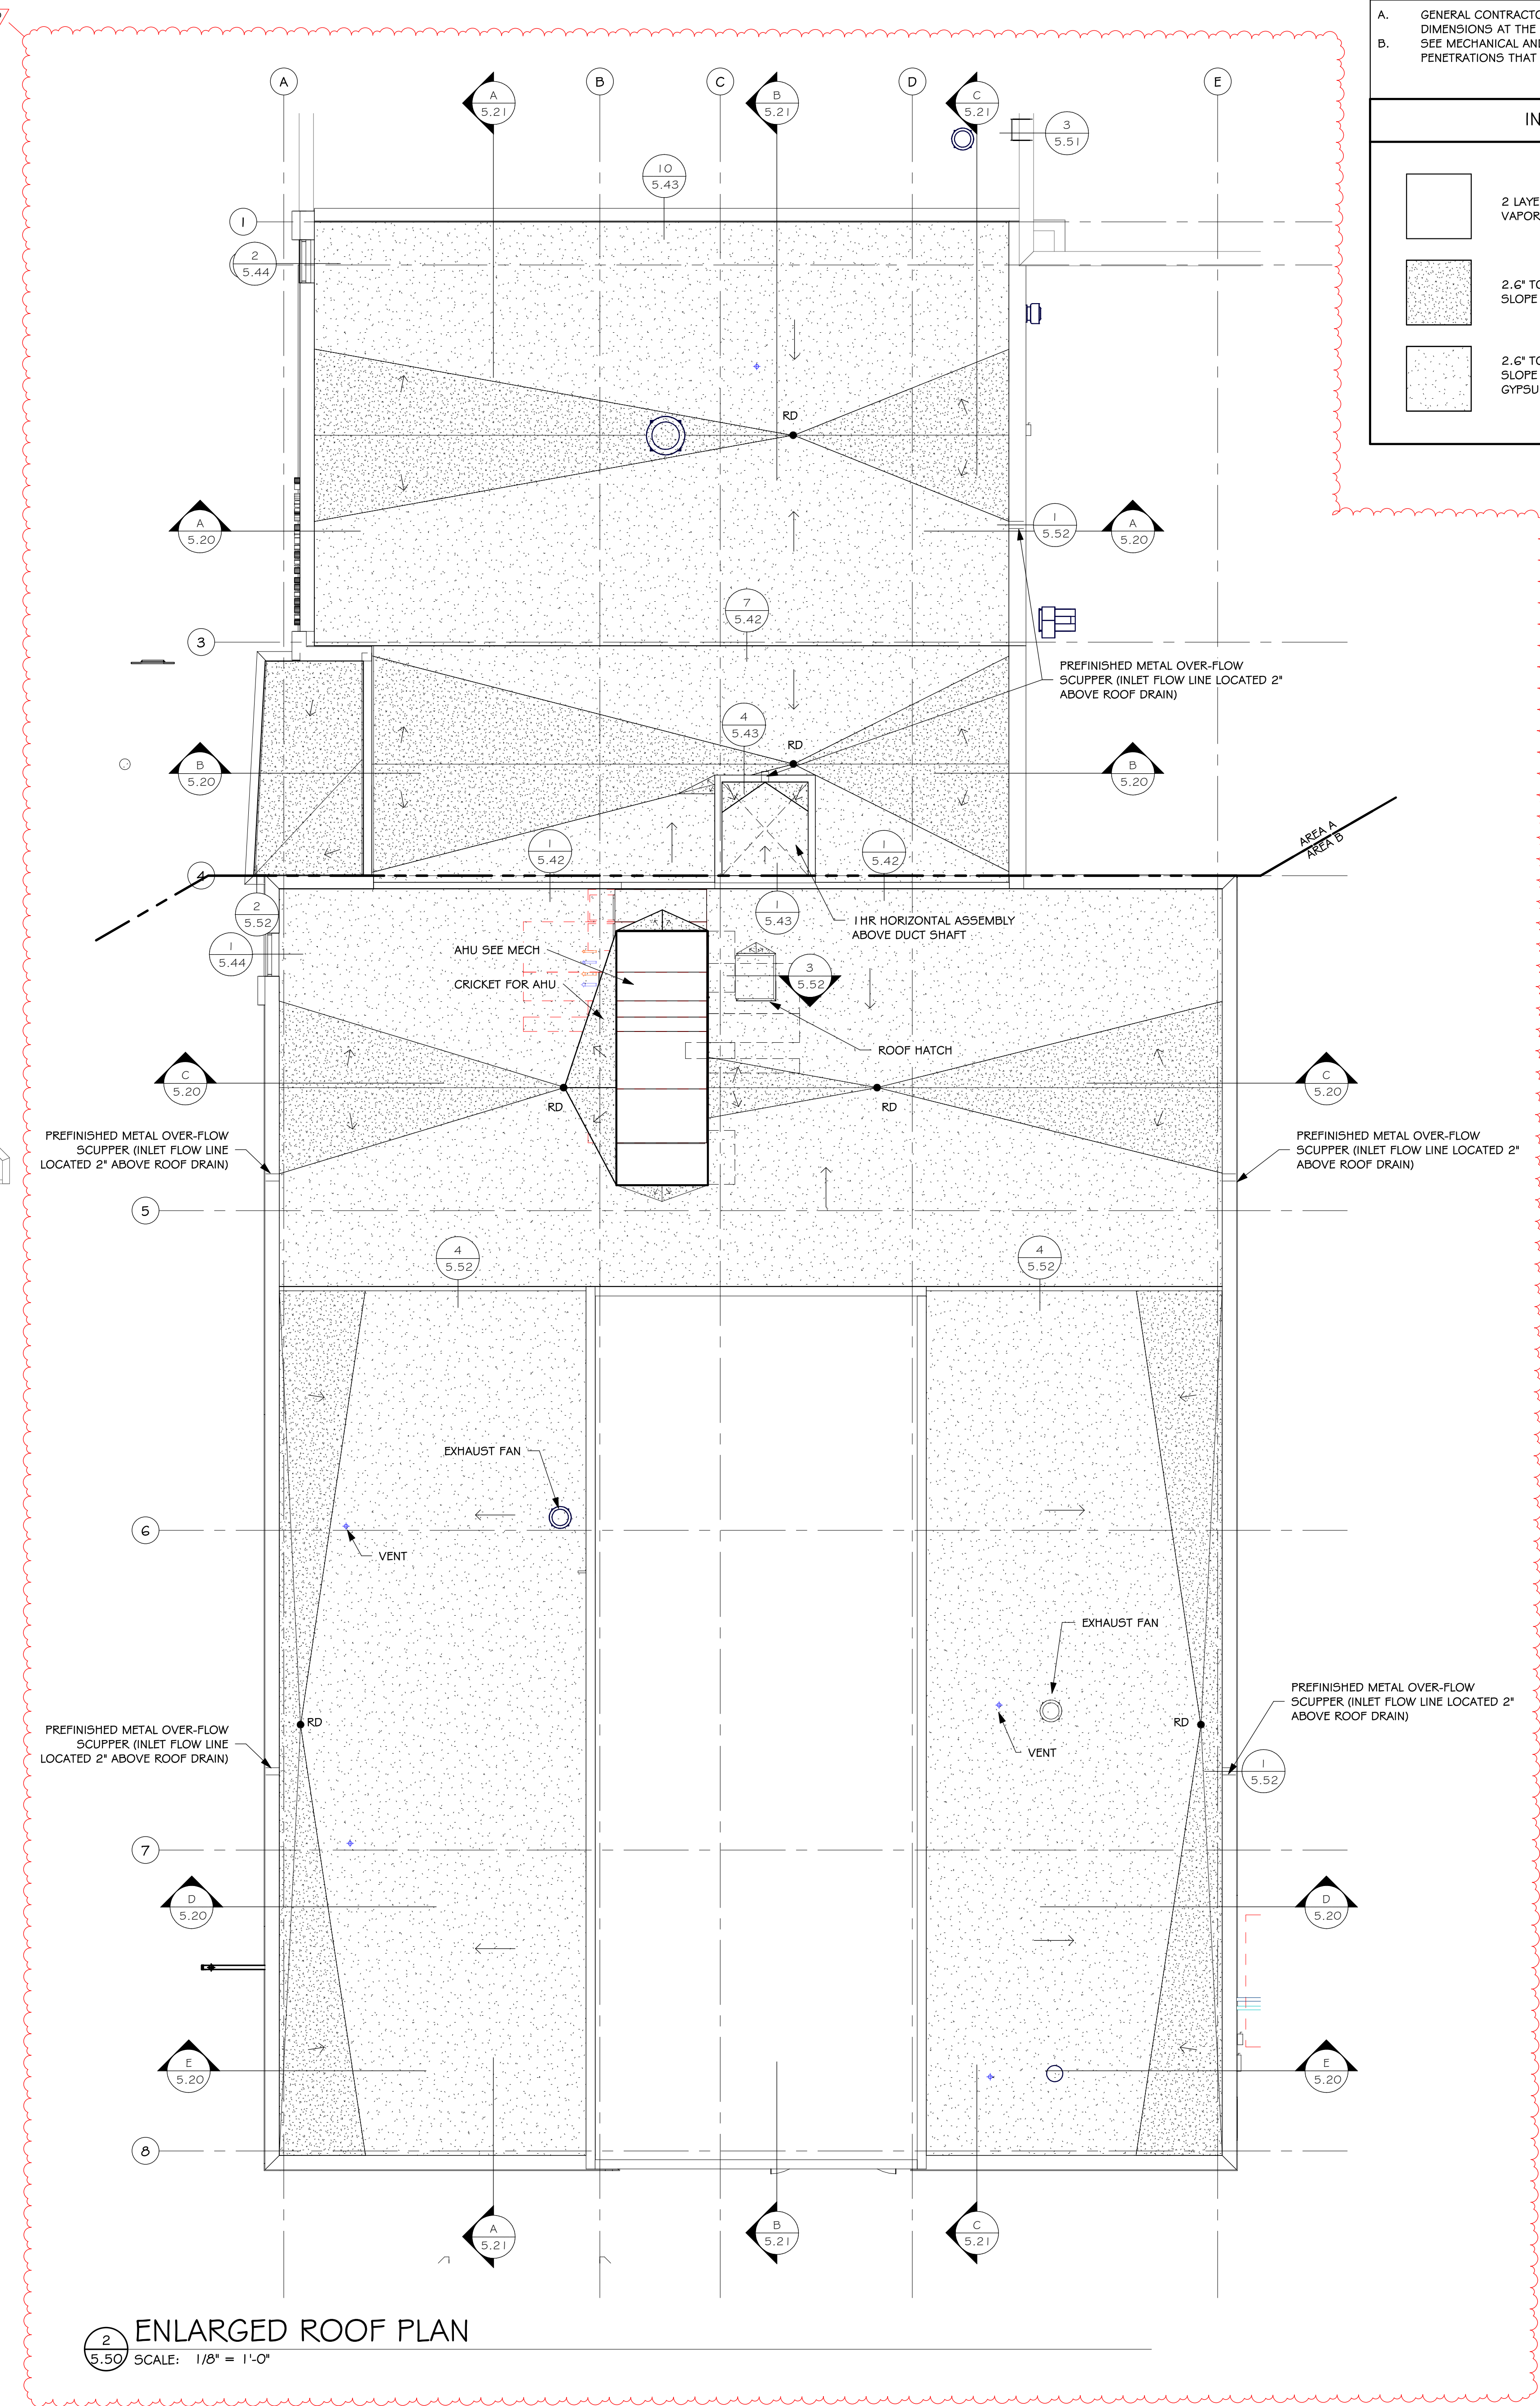 A. GENERAL CONTRACTO
DIMENSIONS AT THE
B. SEE MECHANICAL AN
PENETRATIONS THAT
IN
2 LAYE
VAPOR
2.6" TO
SLOPE
2.6" TO
SLOPE
GYPSU
A
B
C
D
E
A
5.21
B
5.21
C
5.21
3
5.51
10
5.43
1
2
5.44
RD
A
5.20
1
5.52
A
5.20
7
5.42
3
PREFINISHED METAL OVER-FLOW
SCUPPER (INLET FLOW LINE LOCATED 2"
ABOVE ROOF DRAIN)
4
5.43
RD
B
5.20
B
5.20
AREA A
AREA B
1
5.42
1
5.42
4
2
5.52
1
5.43
1 HR HORIZONTAL ASSEMBLY
ABOVE DUCT SHAFT
1
5.44
AHU SEE MECH
CRICKET FOR AHU
3
5.52
ROOF HATCH
C
5.20
C
5.20
RD
RD
PREFINISHED METAL OVER-FLOW
SCUPPER (INLET FLOW LINE
LOCATED 2" ABOVE ROOF DRAIN)
PREFINISHED METAL OVER-FLOW
SCUPPER (INLET FLOW LINE LOCATED 2"
ABOVE ROOF DRAIN)
5
4
5.52
4
5.52
EXHAUST FAN
6
VENT
EXHAUST FAN
PREFINISHED METAL OVER-FLOW
SCUPPER (INLET FLOW LINE LOCATED 2"
ABOVE ROOF DRAIN)
RD
RD
PREFINISHED METAL OVER-FLOW
SCUPPER (INLET FLOW LINE
LOCATED 2" ABOVE ROOF DRAIN)
VENT
1
5.52
7
D
5.20
D
5.20
E
5.20
E
5.20
8
A
5.21
B
5.21
C
5.21
2
5.50
ENLARGED ROOF PLAN
SCALE: 1/8" = 1'-0"